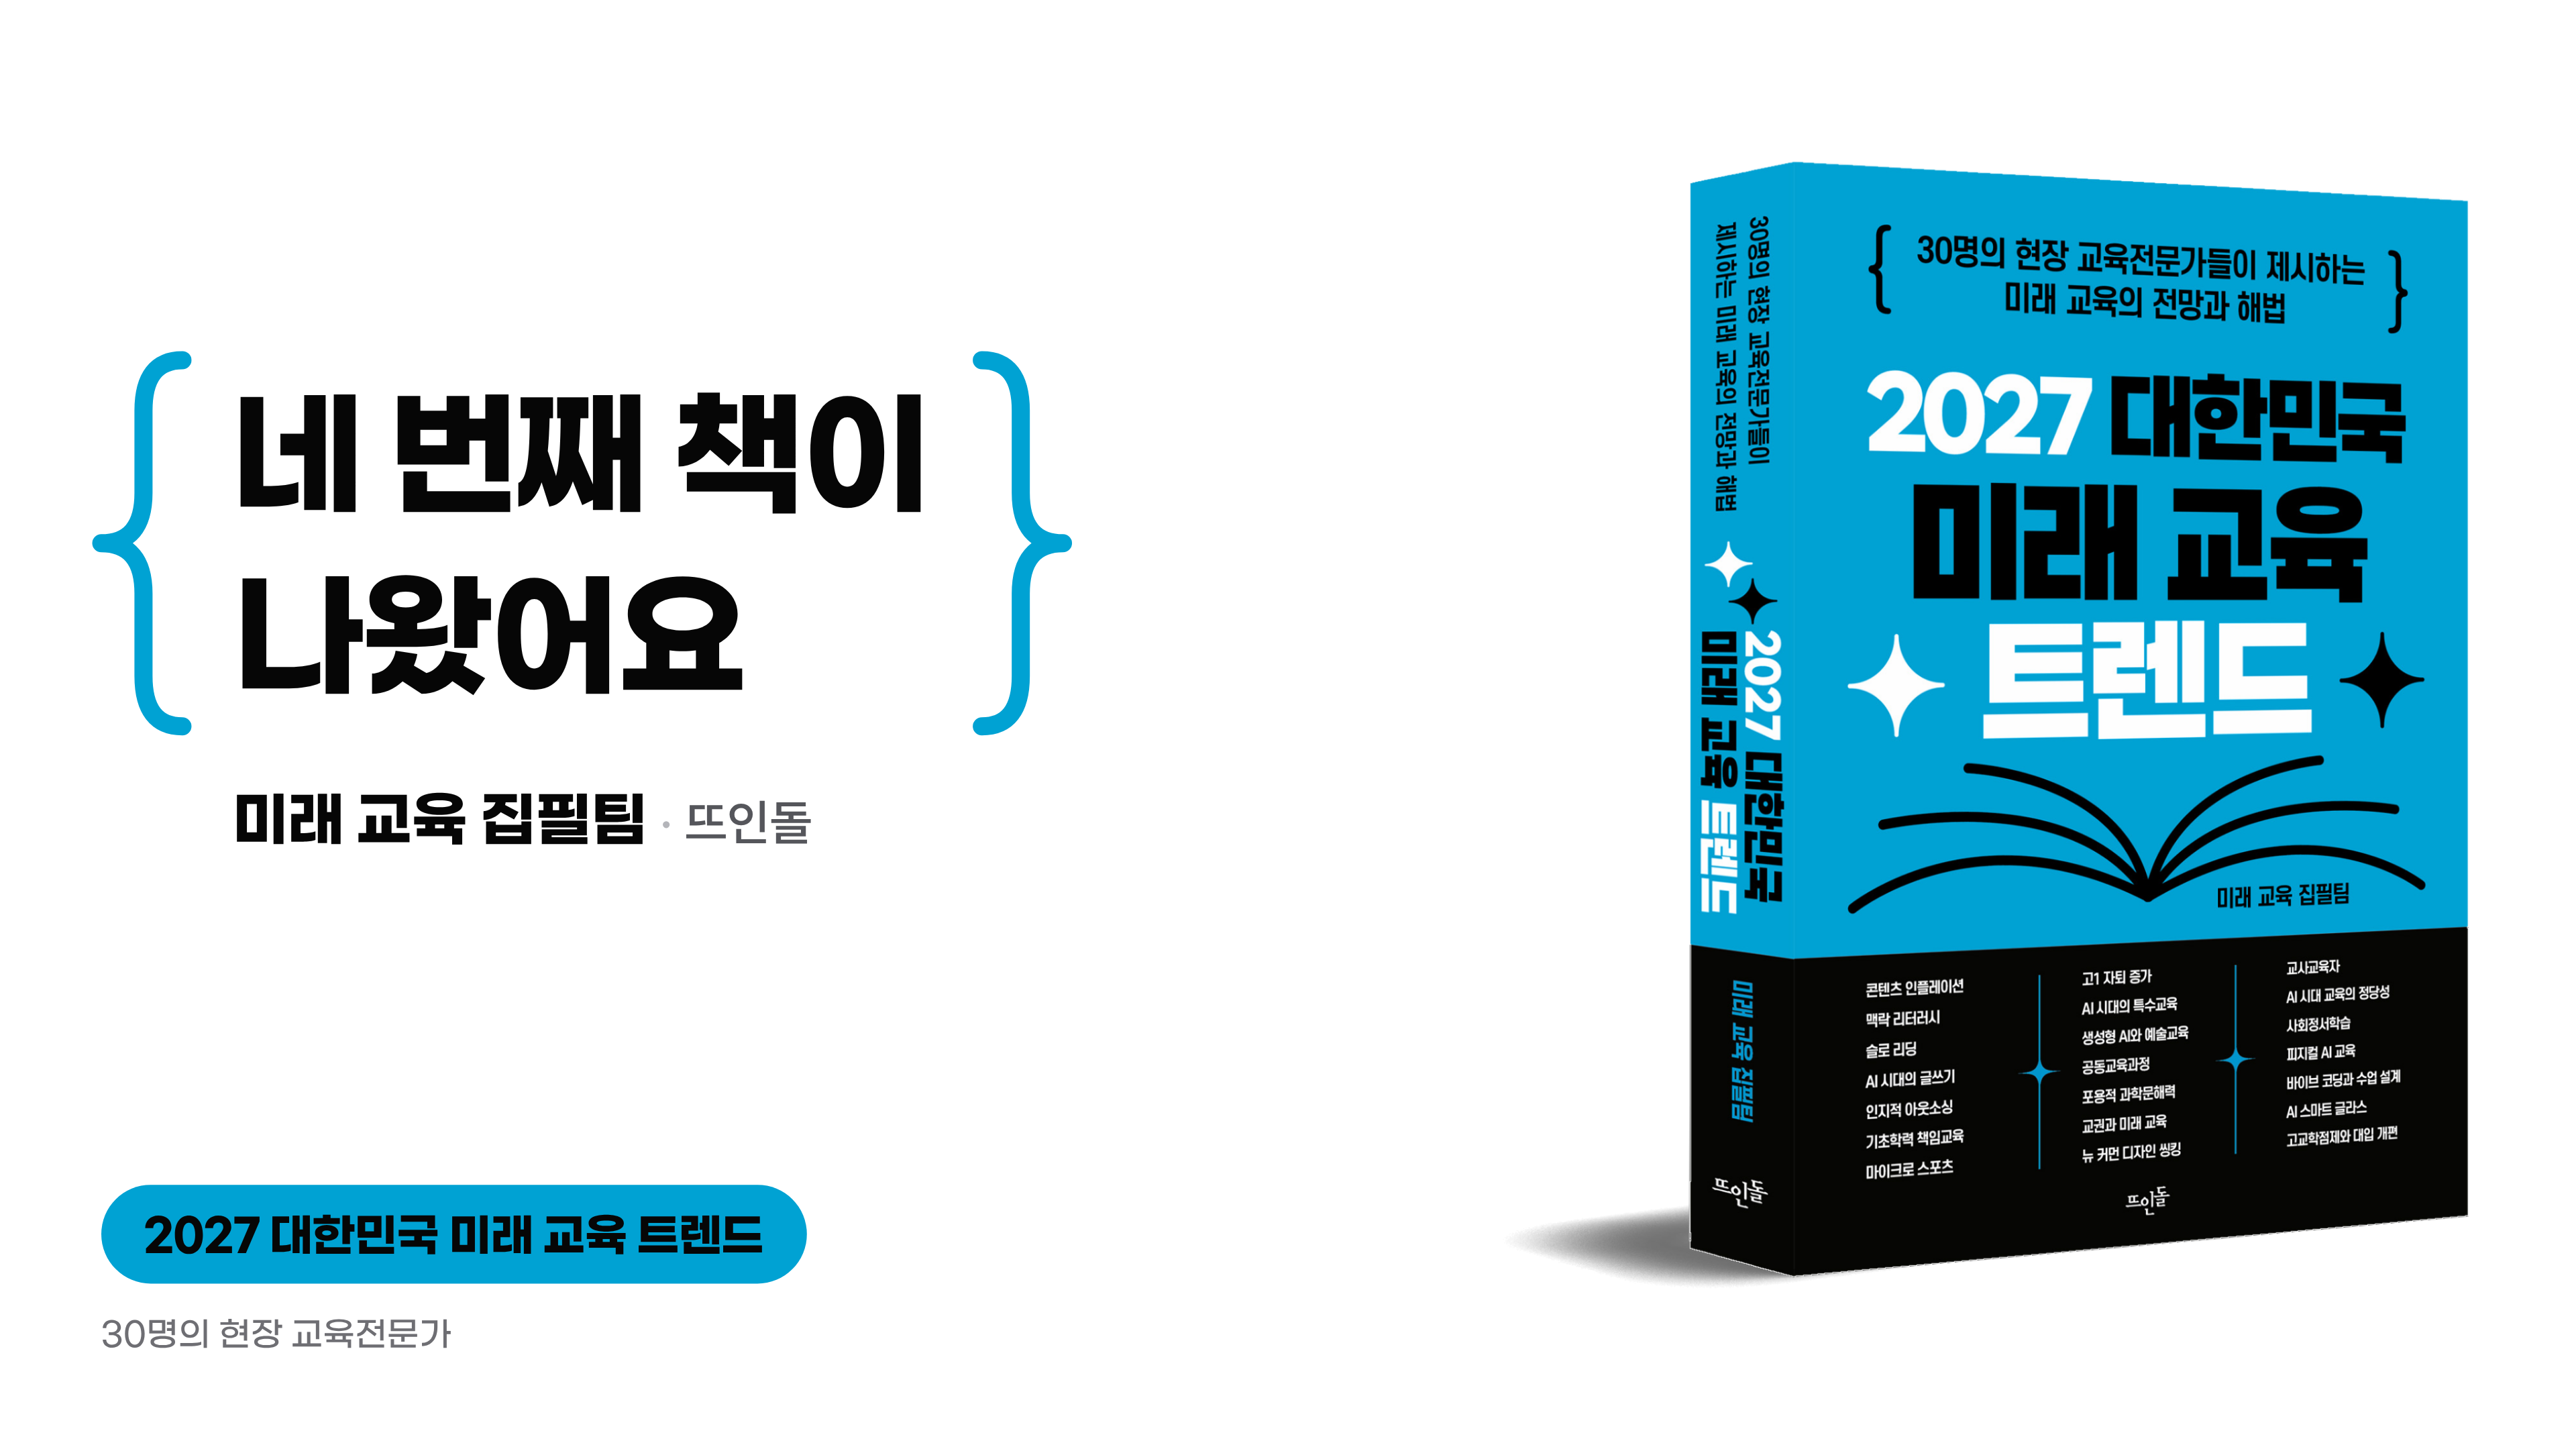 네 번째 책이
나왔어요
미래 교육 집필팀 · 뜨인돌
2027 대한민국 미래 교육 트렌드
30명의 현장 교육전문가
30명의 현장 교육전문가들이
제시하는 미래 교육의 전망과 해법
2027 대한민국
미래 교육 트렌드
미래 교육 집필팀
뜨인돌
{ 30명의 현장 교육전문가들이 제시하는
미래 교육의 전망과 해법 }
2027 대한민국
미래 교육
트렌드
미래 교육 집필팀
콘텐츠 인플레이션
맥락 리터러시
슬로 리딩
AI 시대의 글쓰기
인지적 아웃소싱
기초학력 책임교육
마이크로 스포츠
고1 자퇴 증가
AI 시대의 특수교육
생성형 AI와 예술교육
공동교육과정
포용적 과학문해력
교권과 미래 교육
뉴 커먼 디자인 씽킹
교사교육자
AI 시대 교육의 정당성
사회정서학습
피지컬 AI 교육
바이브 코딩과 수업 설계
AI 스마트 글라스
고교학점제와 대입 개편
뜨인돌